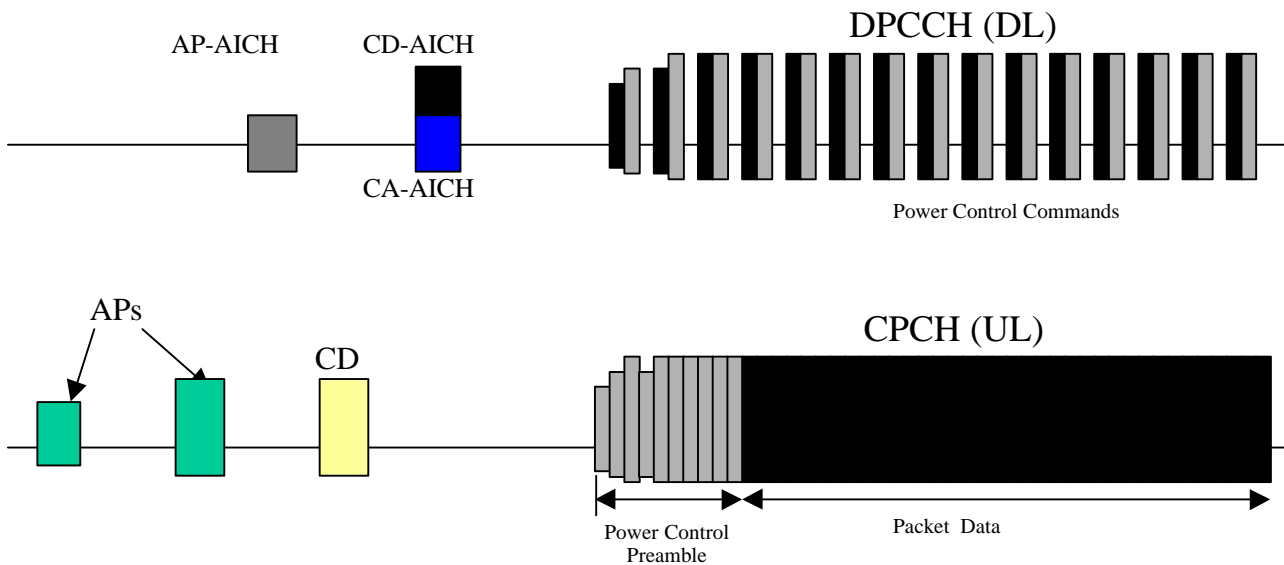 DPCCH (DL)
AP-AICH
CD-AICH
CA-AICH
Power Control Commands
APs
CD
CPCH (UL)
Power Control
Preamble
Packet Data